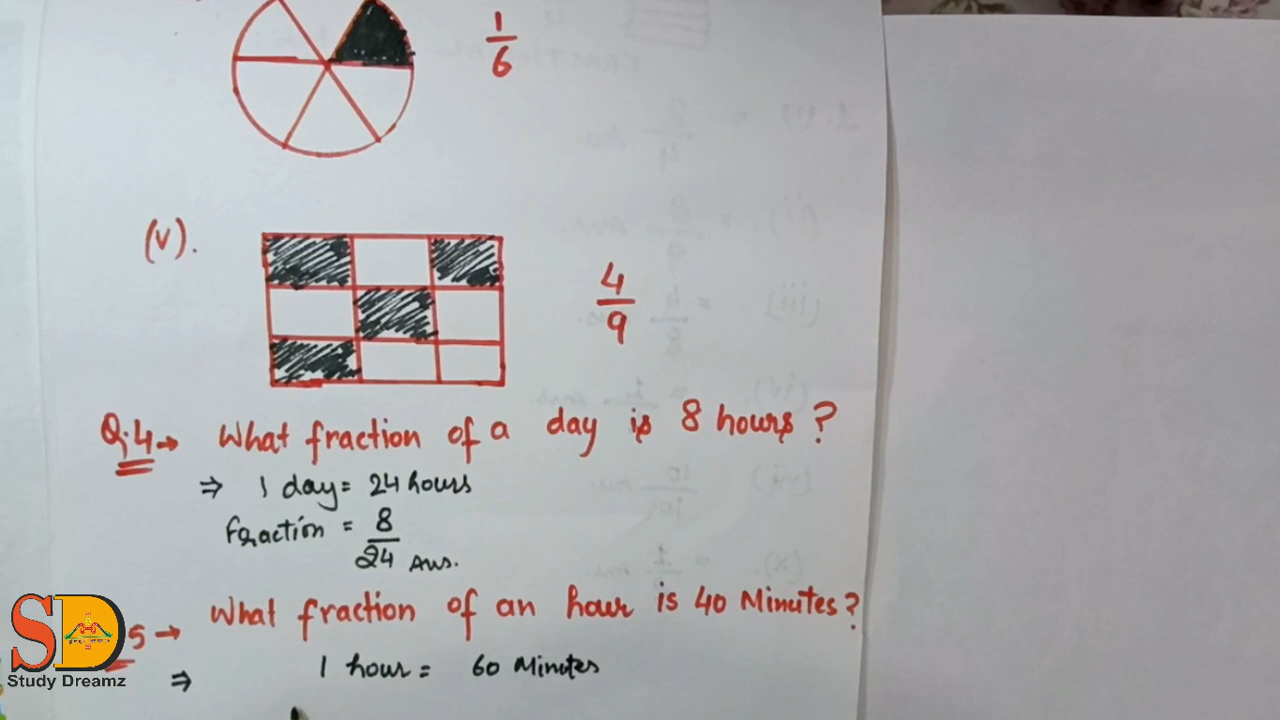 1/6
(V).
4/9
Q.4→ What fraction of a day is 8 hours?
⇒ 1 day = 24 hours
Fraction = 8/24 Ans.
5→ What fraction of an hour is 40 Minutes?
⇒ 1 hour = 60 Minutes
SD
Study Dreamz